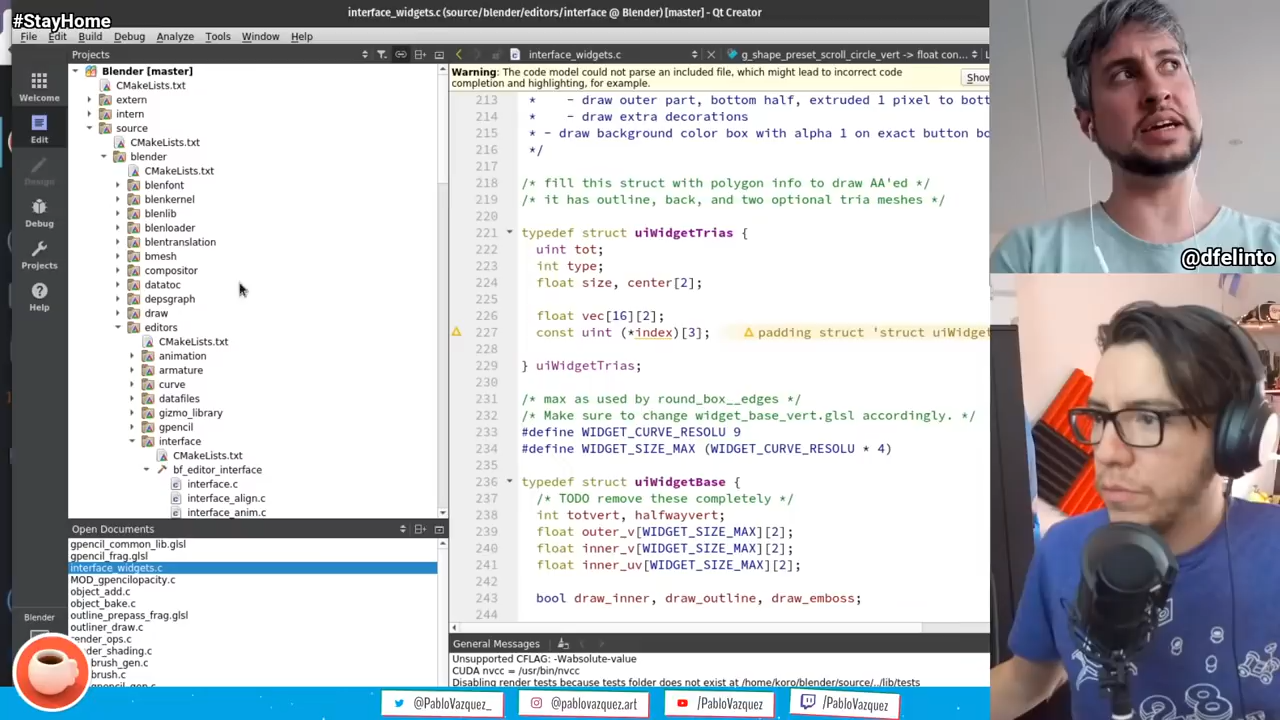 #StayHome
interface_widgets.c (source/blender/editors/interface @ Blender) [master] - Qt Creator
File Edit Build Debug Analyze Tools Window Help
Projects
interface_widgets.c
g_shape_preset_scroll_circle_vert -> float con...
Welcome
Edit
Design
Debug
Projects
Help
Blender
Blender [master]
CMakeLists.txt
extern
intern
source
CMakeLists.txt
blender
CMakeLists.txt
blenfont
blenkernel
blenlib
blenloader
blentranslation
bmesh
compositor
datatoc
depsgraph
draw
editors
CMakeLists.txt
animation
armature
curve
datafiles
gizmo_library
gpencil
interface
CMakeLists.txt
bf_editor_interface
interface.c
interface_align.c
interface_anim.c
Open Documents
gpencil_common_lib.glsl
gpencil_frag.glsl
interface_widgets.c
MOD_gpencilopacity.c
object_add.c
object_bake.c
outline_prepass_frag.glsl
outliner_draw.c
render_ops.c
der_shading.c
brush_gen.c
brush.c
Warning: The code model could not parse an included file, which might lead to incorrect code
completion and highlighting, for example.
Show
213 * - draw outer part, bottom half, extruded 1 pixel to bott
214 * - draw extra decorations
215 * - draw background color box with alpha 1 on exact button bo
216 */
217
218 /* fill this struct with polygon info to draw AA'ed */
219 /* it has outline, back, and two optional tria meshes */
220
221 typedef struct uiWidgetTrias {
222 uint tot;
223 int type;
224 float size, center[2];
225
226 float vec[16][2];
227 const uint (*index)[3]; padding struct 'struct uiWidget
228
229 } uiWidgetTrias;
230
231 /* max as used by round_box__edges */
232 /* Make sure to change widget_base_vert.glsl accordingly. */
233 #define WIDGET_CURVE_RESOLU 9
234 #define WIDGET_SIZE_MAX (WIDGET_CURVE_RESOLU * 4)
235
236 typedef struct uiWidgetBase {
237 /* TODO remove these completely */
238 int totvert, halfwayvert;
239 float outer_v[WIDGET_SIZE_MAX][2];
240 float inner_v[WIDGET_SIZE_MAX][2];
241 float inner_uv[WIDGET_SIZE_MAX][2];
242
243 bool draw_inner, draw_outline, draw_emboss;
244
General Messages
Unsupported CFLAG: -Wabsolute-value
CUDA nvcc = /usr/bin/nvcc
Disabling render tests because tests folder does not exist at /home/koro/blender/source/../lib/tests
@dfelinto
@PabloVazquez_
@pablovazquez.art
/PabloVazquez
/PabloVazquez